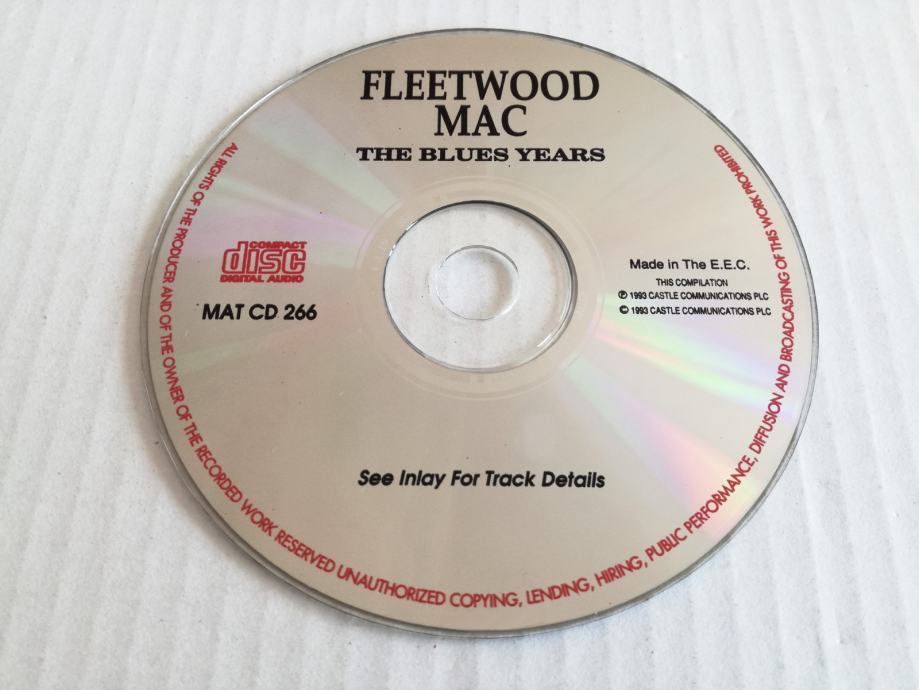 FLEETWOOD
MAC
THE BLUES YEARS
COMPACT
disc
DIGITAL AUDIO
MAT CD 266
Made in The E.E.C.
THIS COMPILATION
℗ 1993 CASTLE COMMUNICATIONS PLC
© 1993 CASTLE COMMUNICATIONS PLC
See Inlay For Track Details
ALL RIGHTS OF THE PRODUCER AND OF THE OWNER OF THE RECORDED WORK RESERVED UNAUTHORIZED COPYING, LENDING, HIRING, PUBLIC PERFORMANCE, DIFFUSION AND BROADCASTING OF THIS WORK PROHIBITED